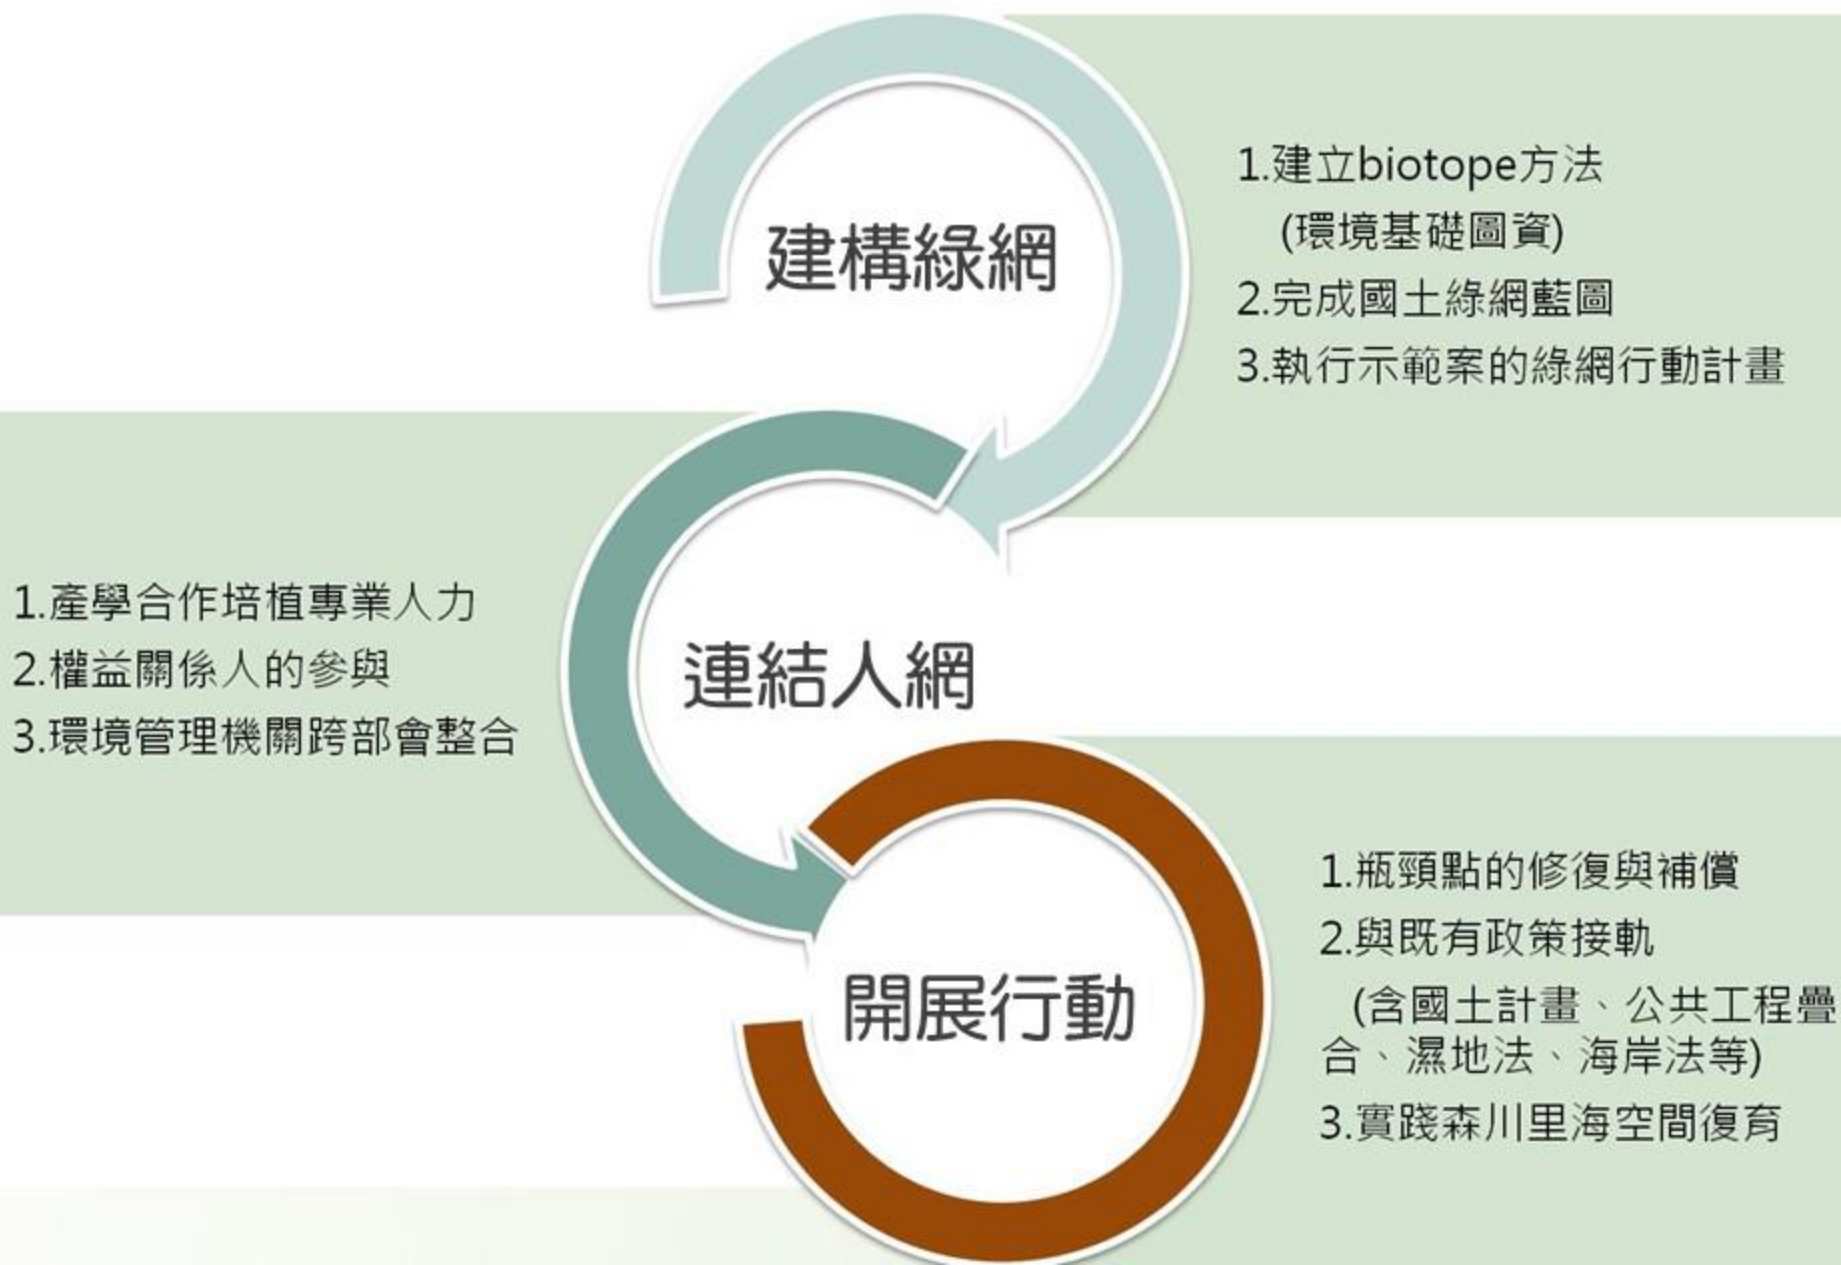 建構綠網
1.建立biotope方法
(環境基礎圖資)
2.完成國土綠網藍圖
3.執行示範案的綠網行動計畫
連結人網
1.產學合作培植專業人力
2.權益關係人的參與
3.環境管理機關跨部會整合
開展行動
1.瓶頸點的修復與補償
2.與既有政策接軌
(含國土計畫、公共工程疊
合、濕地法、海岸法等)
3.實踐森川里海空間復育